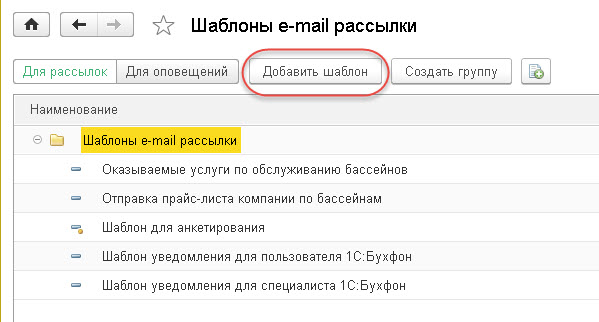 Шаблоны e-mail рассылки
Для рассылок Для оповещений Добавить шаблон Создать группу
Наименование
Шаблоны e-mail рассылки
Оказываемые услуги по обслуживанию бассейнов
Отправка прайс-листа компании по бассейнам
Шаблон для анкетирования
Шаблон уведомления для пользователя 1С:Бухфон
Шаблон уведомления для специалиста 1С:Бухфон